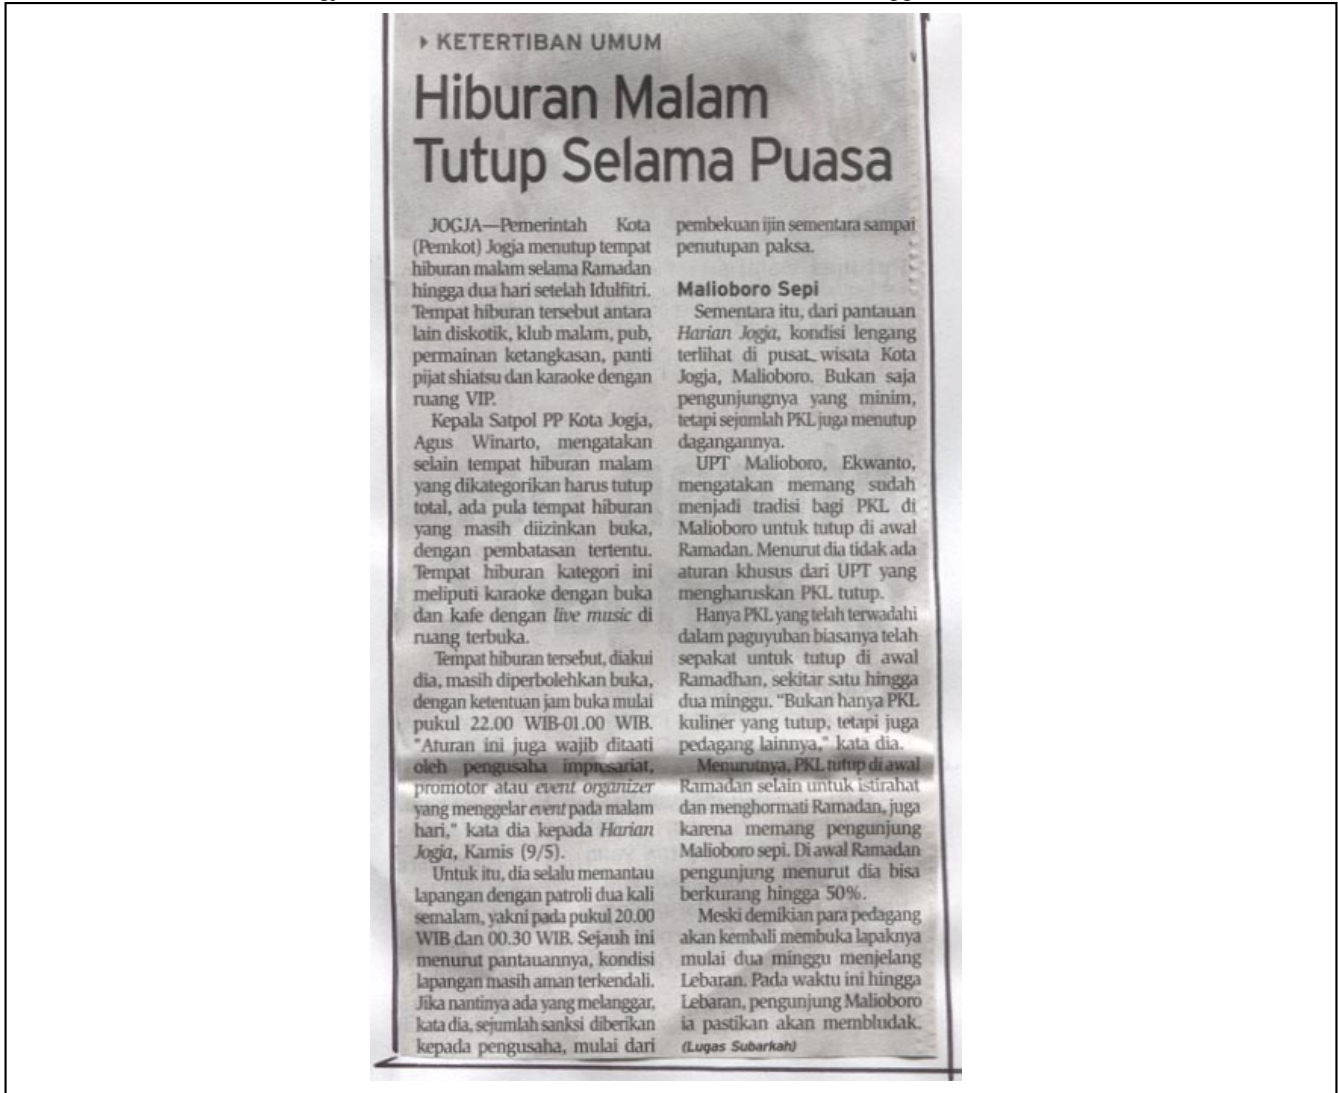 KETERTIBAN UMUM
Hiburan Malam
Tutup Selama Puasa
JOGJA—Pemerintah Kota
(Pemkot) Jogja menutup tempat
hiburan malam selama Ramadan
hingga dua hari setelah Idulfitri.
Tempat hiburan tersebut antara
lain diskotik, klub malam, pub,
permainan ketangkasan, panti
pijat shiatsu dan karaoke dengan
ruang VIP.
Kepala Satpol PP Kota Jogja,
Agus Winarto, mengatakan
selain tempat hiburan malam
yang dikategorikan harus tutup
total, ada pula tempat hiburan
yang masih diizinkan buka,
dengan pembatasan tertentu.
Tempat hiburan kategori ini
meliputi karaoke dengan buka
dan kafe dengan live music di
ruang terbuka.
Tempat hiburan tersebut, diakui
dia, masih diperbolehkan buka,
dengan ketentuan jam buka mulai
pukul 22.00 WIB-01.00 WIB.
"Aturan ini juga wajib ditaati
oleh pengusaha impresariat,
promotor atau event organizer
yang menggelar event pada malam
hari," kata dia kepada Harian
Jogja, Kamis (9/5).
Untuk itu, dia selalu memantau
lapangan dengan patroli dua kali
semalam, yakni pada pukul 20.00
WIB dan 00.30 WIB. Sejauh ini
menurut pantauannya, kondisi
lapangan masih aman terkendali.
Jika nantinya ada yang melanggar,
kata dia, sejumlah sanksi diberikan
kepada pengusaha, mulai dari
pembekuan ijin sementara sampai
penutupan paksa.
Malioboro Sepi
Sementara itu, dari pantauan
Harian Jogja, kondisi lengang
terlihat di pusat wisata Kota
Jogja, Malioboro. Bukan saja
pengunjungnya yang minim,
tetapi sejumlah PKL juga menutup
dagangannya.
UPT Malioboro, Ekwanto,
mengatakan memang sudah
menjadi tradisi bagi PKL di
Malioboro untuk tutup di awal
Ramadan. Menurut dia tidak ada
aturan khusus dari UPT yang
mengharuskan PKL tutup.
Hanya PKL yang telah terwadahi
dalam paguyuban biasanya telah
sepakat untuk tutup di awal
Ramadhan, sekitar satu hingga
dua minggu. "Bukan hanya PKL
kuliner yang tutup, tetapi juga
pedagang lainnya," kata dia.
Menurutnya, PKL tutup di awal
Ramadan selain untuk istirahat
dan menghormati Ramadan, juga
karena memang pengunjung
Malioboro sepi. Di awal Ramadan
pengunjung menurut dia bisa
berkurang hingga 50%.
Meski demikian para pedagang
akan kembali membuka lapaknya
mulai dua minggu menjelang
Lebaran. Pada waktu ini hingga
Lebaran, pengunjung Malioboro
ia pastikan akan membludak.
(Lugas Subarkah)